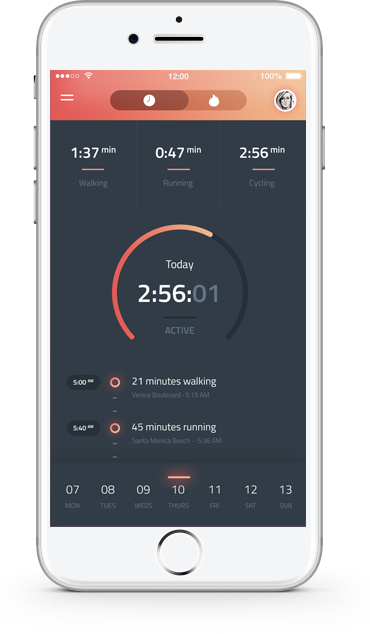 12:00
100%
1:37 min
0:47 min
2:56 min
Walking
Running
Cycling
Today
2:56:01
ACTIVE
5:00 AM
21 minutes walking
Venice Boulevard · 5:15 AM
5:40 AM
45 minutes running
Santa Monica Beach · 5:36 AM
07 08 09 10 11 12 13
MON TUES WEDS THURS FRI SAT SUN